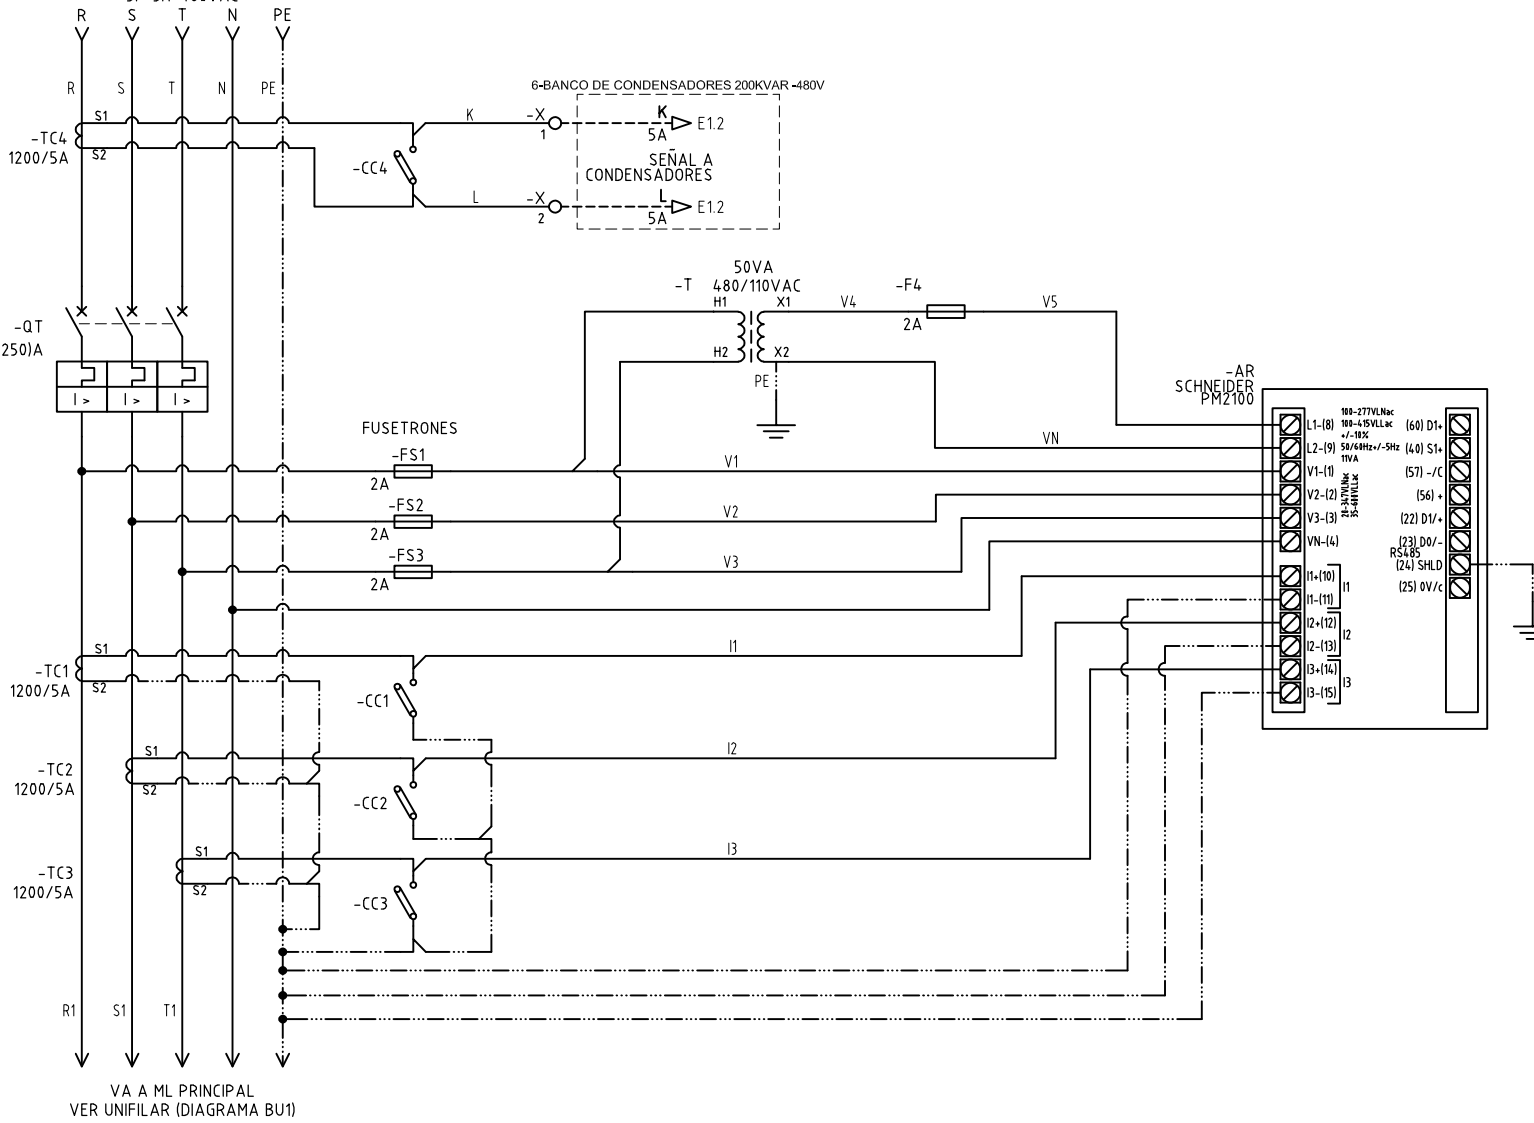 R S T N PE
R S T N PE
6-BANCO DE CONDENSADORES 200KVAR -480V
S1
-TC4
1200/5A
S2
-CC4
K
-X
1
K
5A
E1.2
SEÑAL A
CONDENSADORES
L
-X
2
L
5A
E1.2
50VA
-T 480/110VAC
H1 X1
V4
-F4
2A
V5
H2 X2
PE
-QT
250)A
I > I > I >
-AR
SCHNEIDER
PM2100
FUSETRONES
-FS1
2A
V1
-FS2
2A
V2
-FS3
2A
V3
VN
L1-(8)
L2-(9)
V1-(1)
V2-(2)
V3-(3)
VN-(4)
I1+(10)
I1-(11)
I1
I2+(12)
I2-(13)
I2
I3+(14)
I3-(15)
I3
100-277VLNac
100-415VLLac
+/-10%
50/60Hz+/-5Hz
11VA
(60) D1+
(40) S1+
(57) -/C
(56) +
(22) D1/+
(23) D0/-
RS485
(24) SHLD
(25) 0V/c
S1
-TC1
1200/5A
S2
-CC1
I1
S1
-TC2
1200/5A
S2
-CC2
I2
S1
-TC3
1200/5A
S2
-CC3
I3
R1 S1 T1
VA A ML PRINCIPAL
VER UNIFILAR (DIAGRAMA BU1)